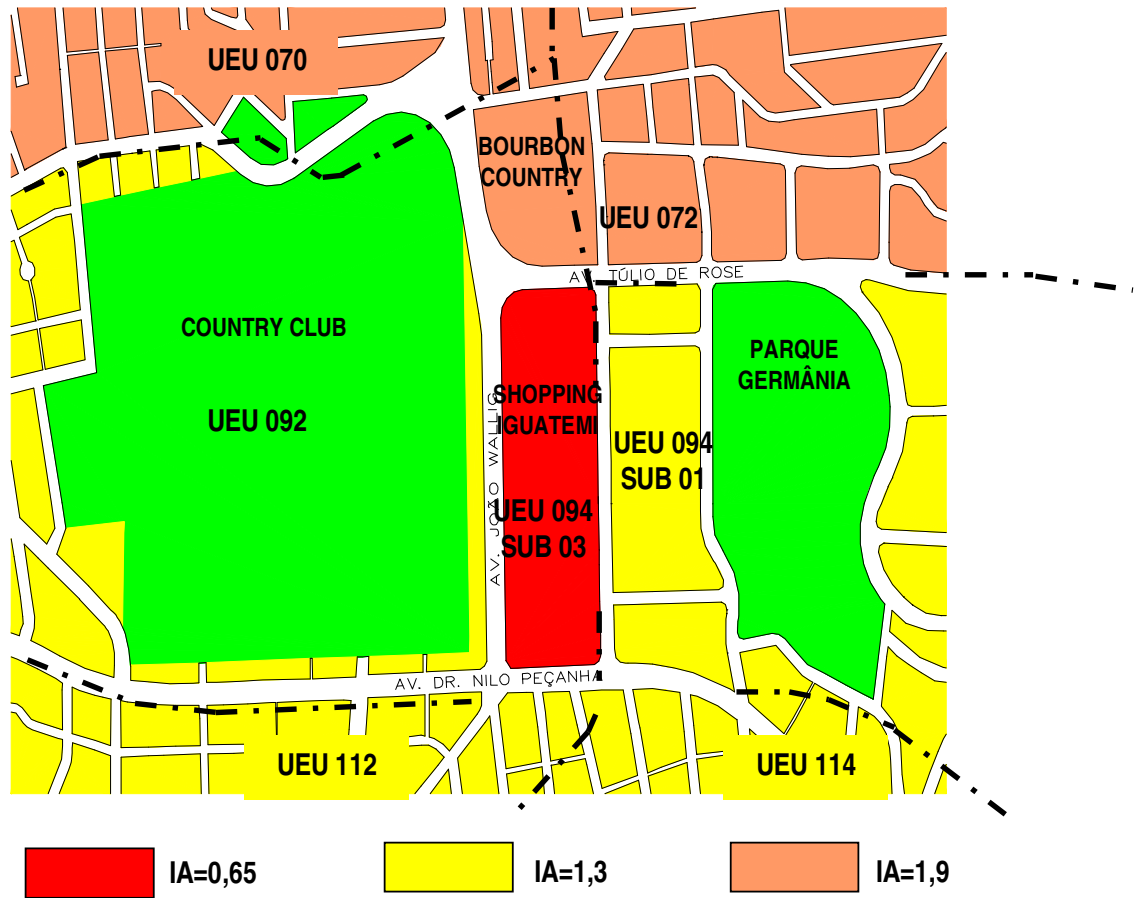 UEU 070
BOURBON
COUNTRY
UEU 072
AV. TÚLIO DE ROSE
COUNTRY CLUB
UEU 092
PARQUE
GERMÂNIA
SHOPPING
IGUATEMI
AV. JOÃO WALLIG
UEU 094
SUB 01
UEU 094
SUB 03
AV. DR. NILO PEÇANHA
UEU 112
UEU 114
IA=0,65
IA=1,3
IA=1,9